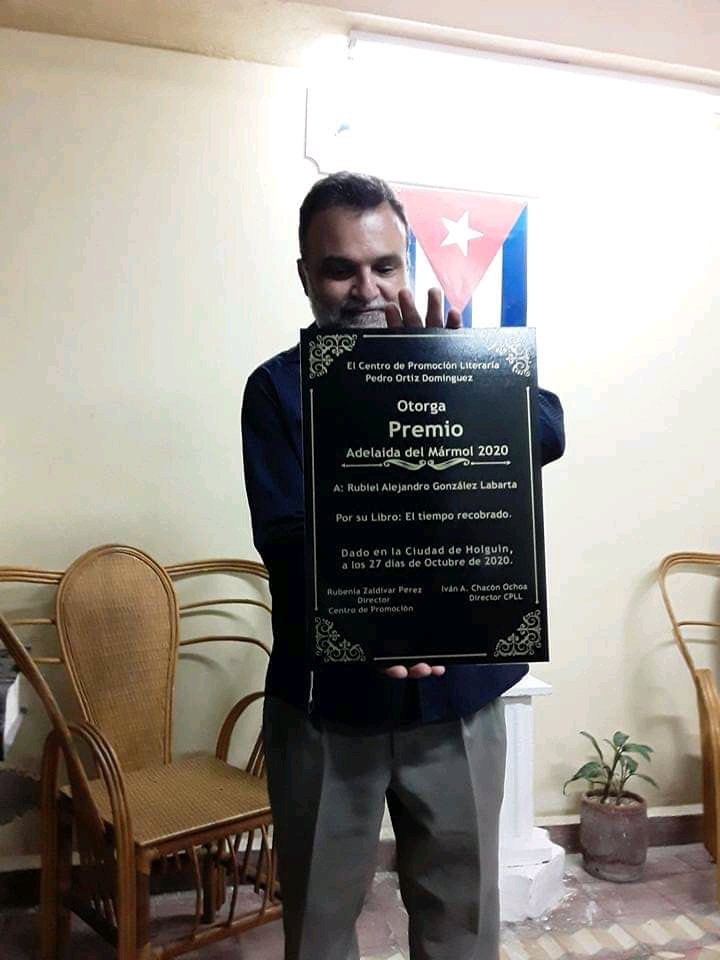 El Centro de Promoción Literaria
Pedro Ortíz Domínguez
Otorga
Premio
Adelaida del Mármol 2020
A: Rubiel Alejandro González Labarta
Por su Libro: El tiempo recobrado.
Dado en la Ciudad de Holguín,
a los 27 días de Octubre de 2020.
Rubenia Zaldívar Perez
Director
Centro de Promoción
Iván A. Chacón Ochoa
Director CPLL